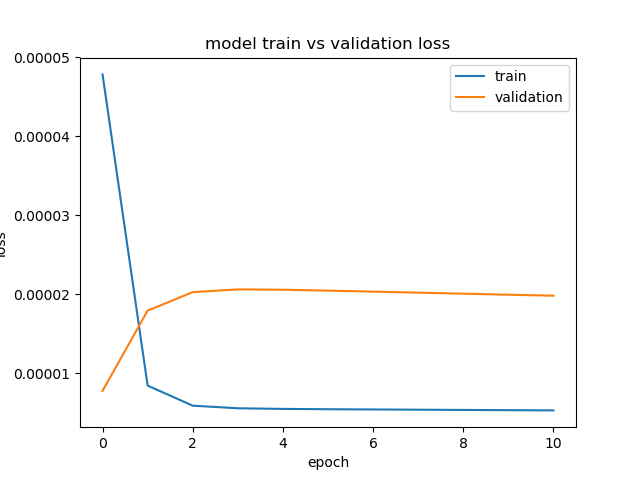 model train vs validation loss
train
validation
0.00005
0.00004
0.00003
0.00002
0.00001
loss
0 2 4 6 8 10
epoch